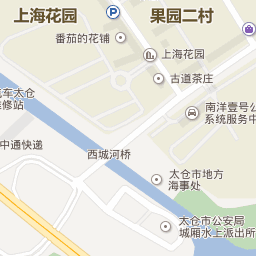 上海花园
果园二村
番茄的花铺
上海花园
古道茶庄
汽车太仓
维修站
南洋壹号公
系统服务中
中通快递
西城河桥
太仓市地方
海事处
太仓市公安局
城厢水上派出所